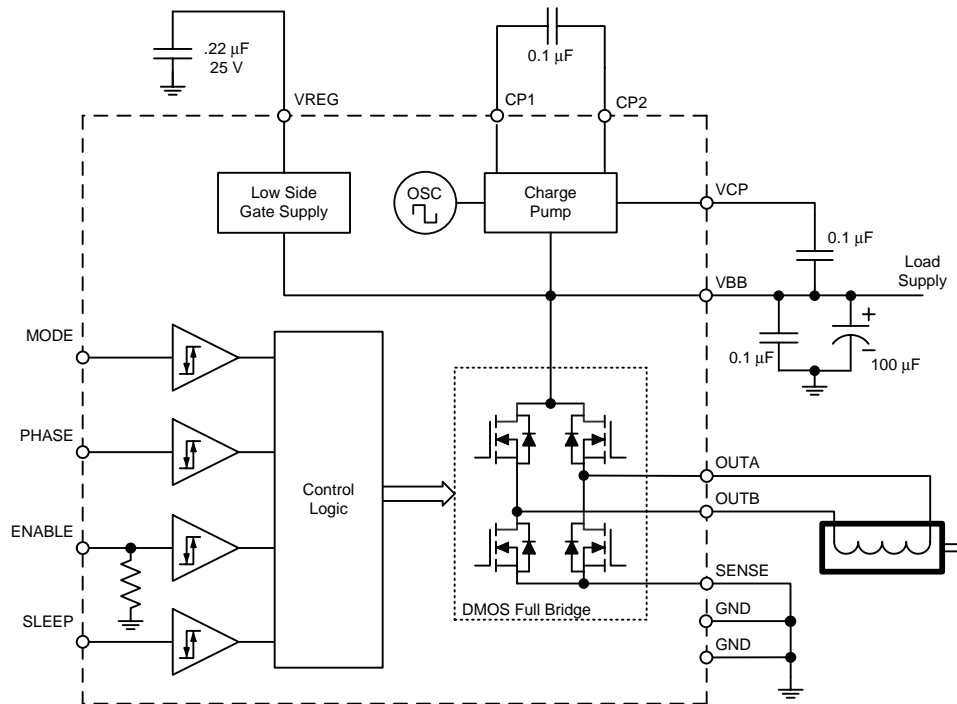 .22 μF
25 V
0.1 μF
VREG
CP1
CP2
Low Side
Gate Supply
OSC
Charge
Pump
VCP
0.1 μF
Load
Supply
VBB
MODE
0.1 μF
+
–
100 μF
PHASE
Control
Logic
OUTA
OUTB
ENABLE
SENSE
DMOS Full Bridge
GND
SLEEP
GND